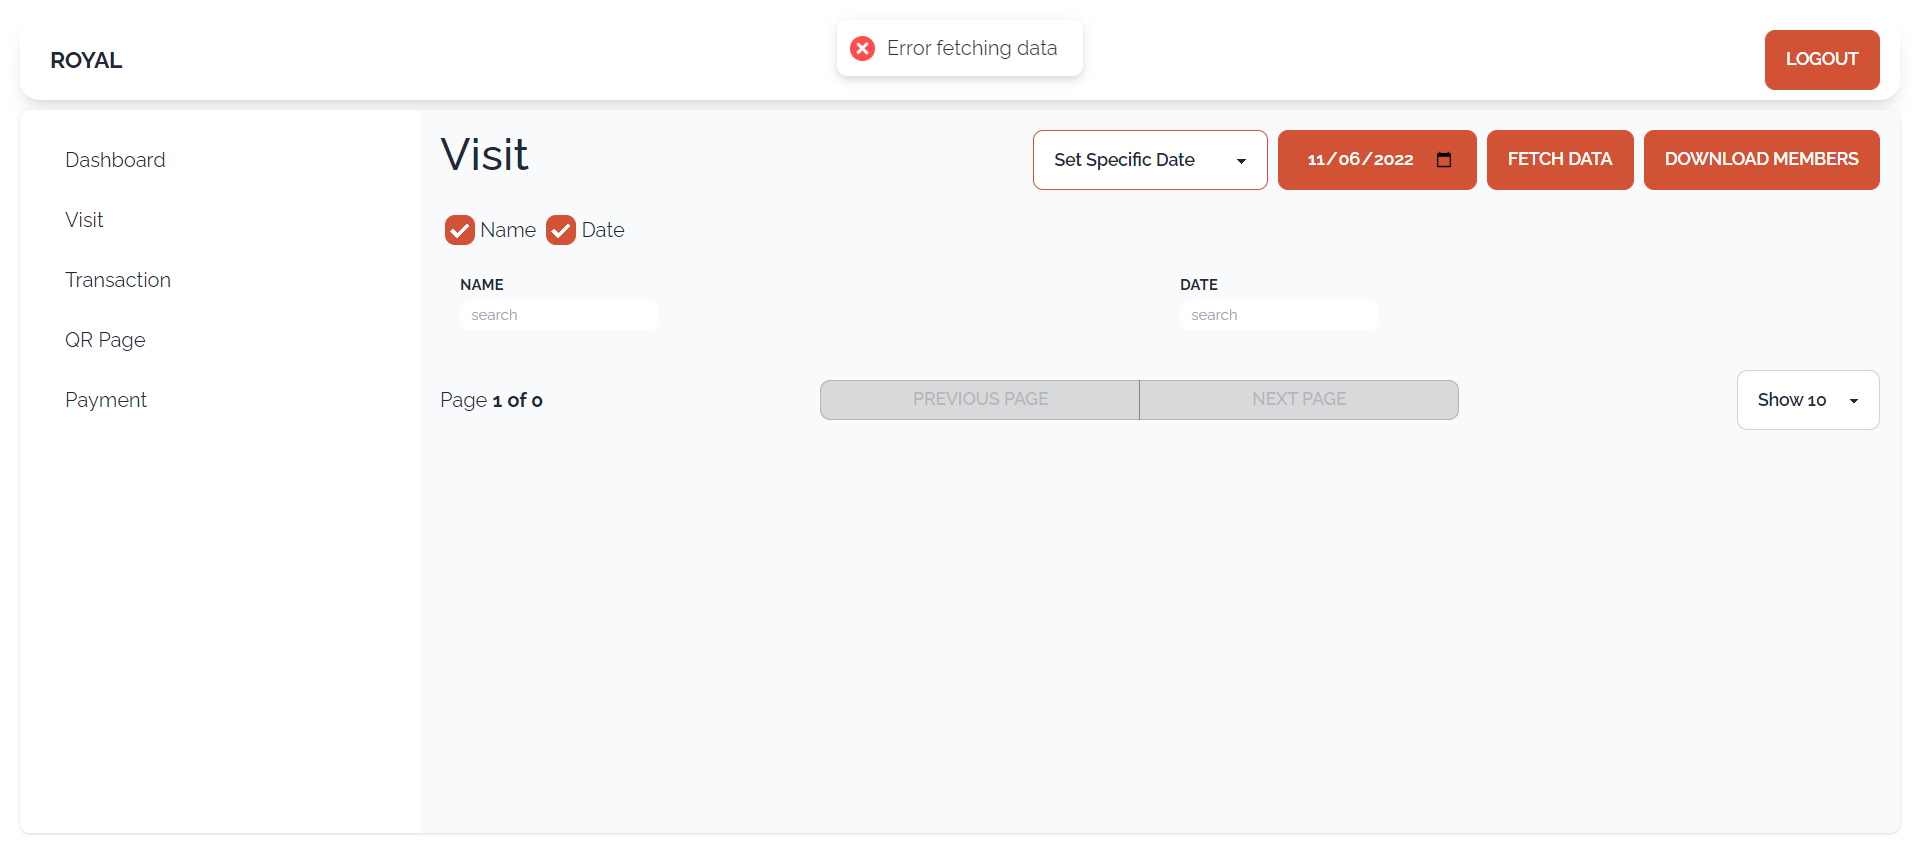 ROYAL
Error fetching data
LOGOUT
Dashboard
Visit
Transaction
QR Page
Payment
Visit
Set Specific Date
11/06/2022
FETCH DATA
DOWNLOAD MEMBERS
Name
Date
NAME
search
DATE
search
Page 1 of 0
PREVIOUS PAGE
NEXT PAGE
Show 10